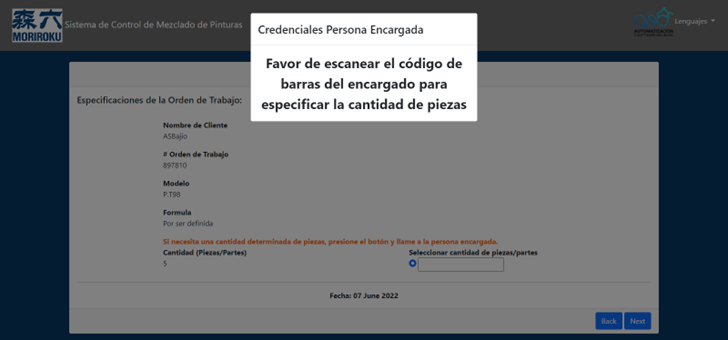 森六
MORIROKU
Sistema de Control de Mezclado de Pinturas
Lenguajes
Credenciales Persona Encargada
Favor de escanear el código de
barras del encargado para
especificar la cantidad de piezas
Especificaciones de la Orden de Trabajo:
Nombre de Cliente
ASBajio
# Orden de Trabajo
897810
Modelo
P.T98
Formula
Por ser definida
Si necesita una cantidad determinada de piezas, presione el botón y llame a la persona encargada.
Cantidad (Piezas/Partes)
Seleccionar cantidad de piezas/partes
5
Fecha: 07 June 2022
Back
Next